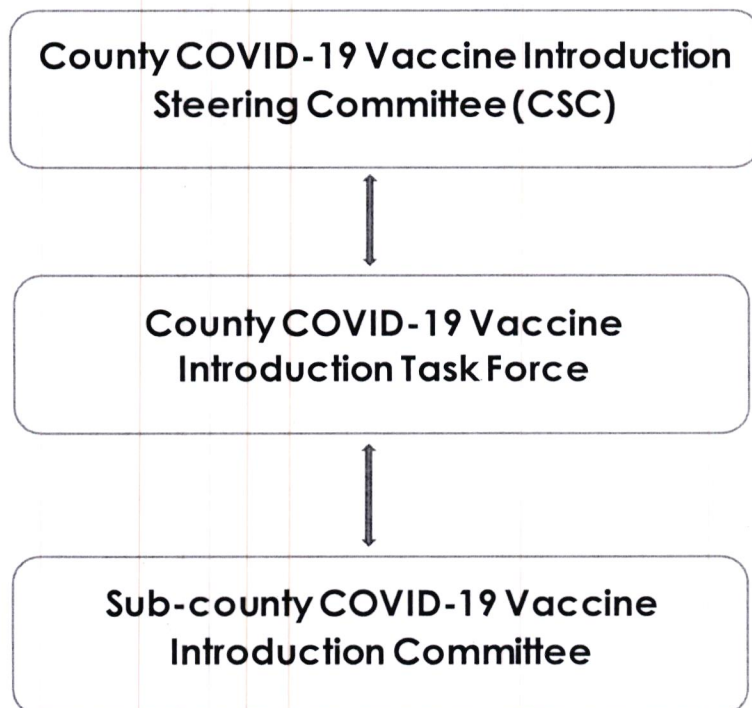 County COVID-19 Vaccine Introduction
Steering Committee (CSC)
County COVID-19 Vaccine
Introduction Task Force
Sub-county COVID-19 Vaccine
Introduction Committee